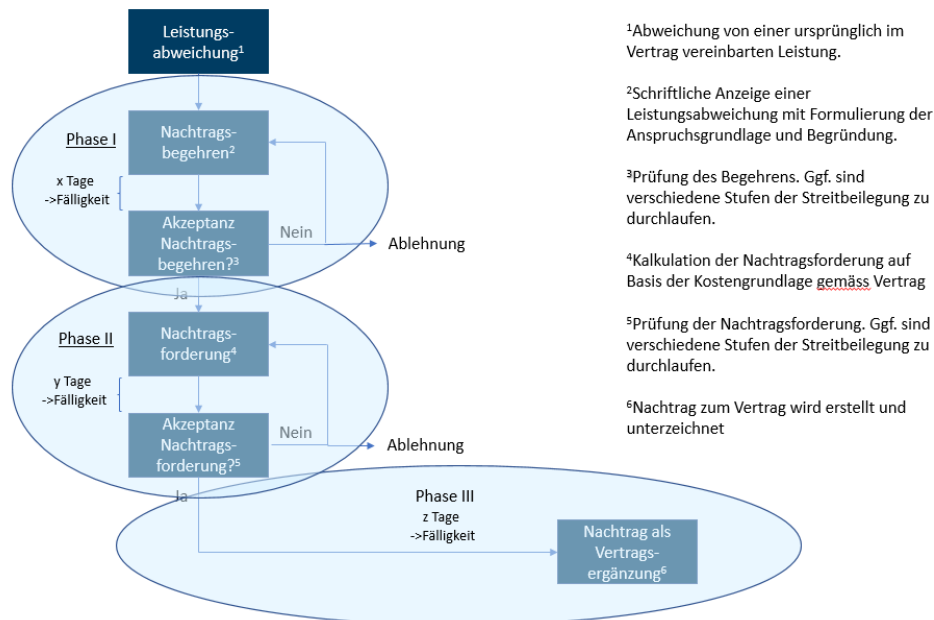 Leistungs-
abweichung¹
Phase I
Nachtrags-
begehren²
x Tage
->Fälligkeit
Akzeptanz
Nachtrags-
begehren?³
Nein
Ablehnung
Ja
Phase II
Nachtrags-
forderung⁴
y Tage
->Fälligkeit
Akzeptanz
Nachtrags-
forderung?⁵
Nein
Ablehnung
Ja
Phase III
z Tage
->Fälligkeit
Nachtrag als
Vertrags-
ergänzung⁶
¹Abweichung von einer ursprünglich im
Vertrag vereinbarten Leistung.
²Schriftliche Anzeige einer
Leistungsabweichung mit Formulierung der
Anspruchsgrundlage und Begründung.
³Prüfung des Begehrens. Ggf. sind
verschiedene Stufen der Streitbeilegung zu
durchlaufen.
⁴Kalkulation der Nachtragsforderung auf
Basis der Kostengrundlage gemäss Vertrag
⁵Prüfung der Nachtragsforderung. Ggf. sind
verschiedene Stufen der Streitbeilegung zu
durchlaufen.
⁶Nachtrag zum Vertrag wird erstellt und
unterzeichnet